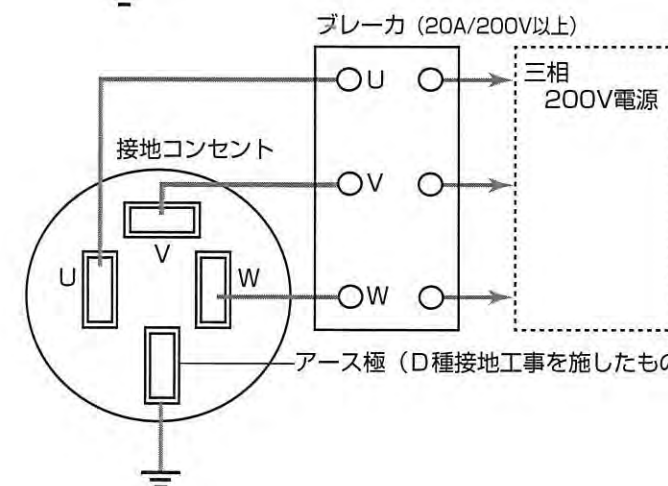 ブレーカ（20A/200V以上）
U
三相
200V電源
接地コンセント
V
V
U
W
W
アース極（D種接地工事を施したもの